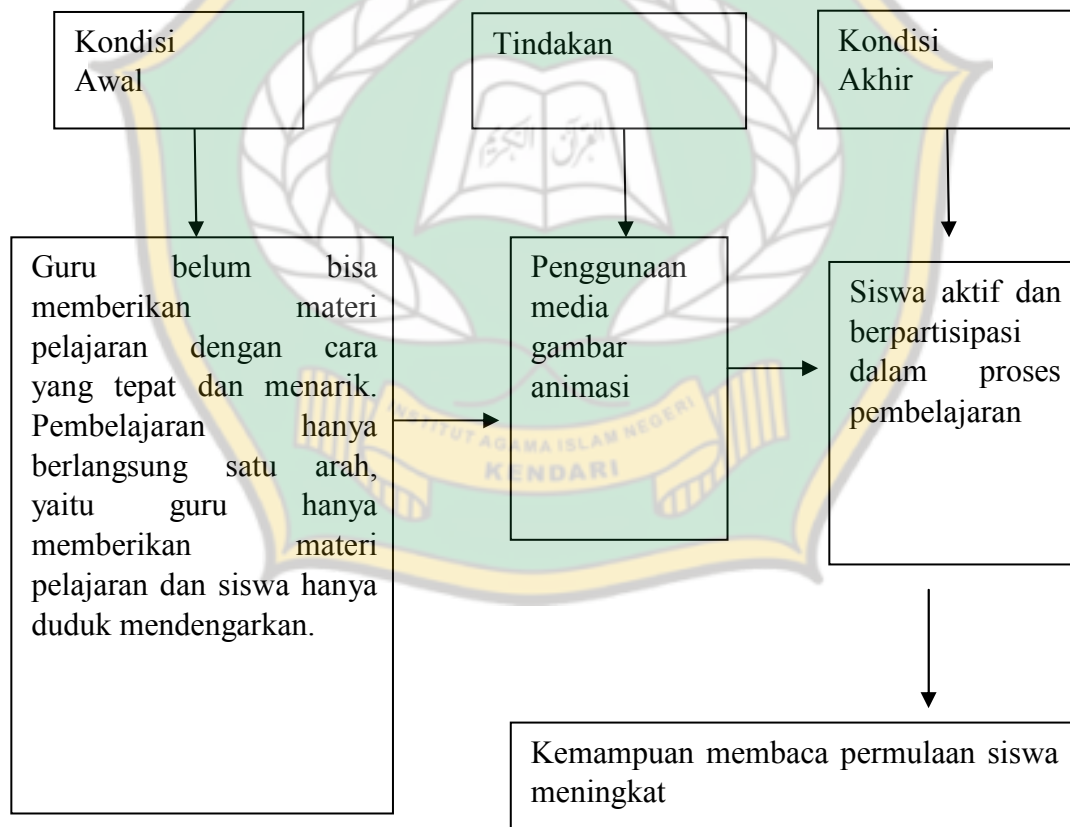 Kondisi
Awal
Tindakan
Kondisi
Akhir
Guru belum bisa
memberikan materi
pelajaran dengan cara
yang tepat dan menarik.
Pembelajaran hanya
berlangsung satu arah,
yaitu guru hanya
memberikan materi
pelajaran dan siswa hanya
duduk mendengarkan.
Penggunaan
media
gambar
animasi
Siswa aktif dan
berpartisipasi
dalam proses
pembelajaran
Kemampuan membaca permulaan siswa
meningkat
القرآن الكريم
INSTITUT AGAMA ISLAM NEGERI
KENDARI